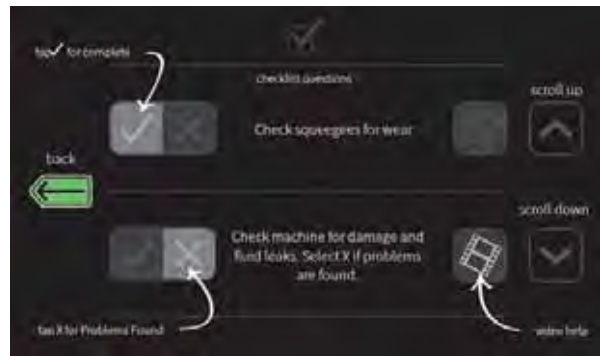 tap✓ for complete
checklist questions
scroll up
Check squeegees for wear
back
scroll down
Check machine for damage and
fluid leaks. Select X if problems
are found.
tap X for Problems Found
video help